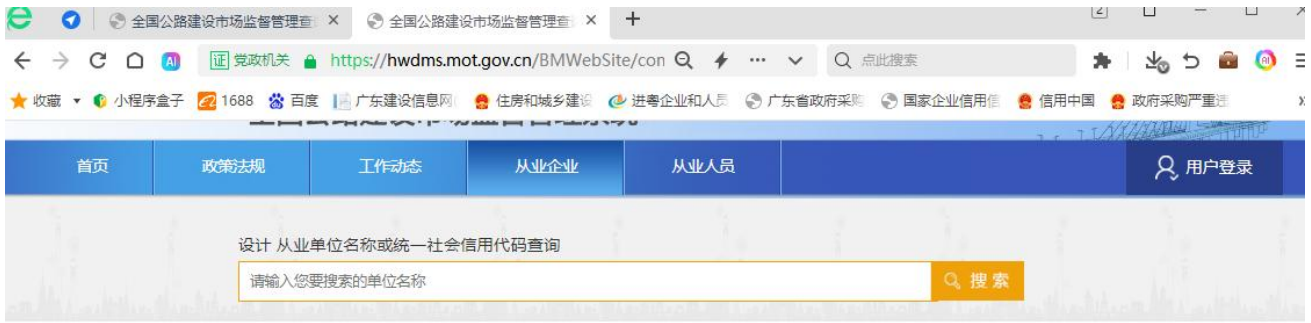 全国公路建设市场监督管理查 × 全国公路建设市场监督管理查 × +
证 党政机关 https://hwdms.mot.gov.cn/BMWebSite/con 点此搜索
收藏 小程序盒子 1688 百度 广东建设信息网 住房和城乡建设 进粤企业和人员 广东省政府采购 国家企业信用信 信用中国 政府采购严重违
首页 政策法规 工作动态 从业企业 从业人员 用户登录
设计 从业单位名称或统一社会信用代码查询
请输入您要搜索的单位名称 搜索